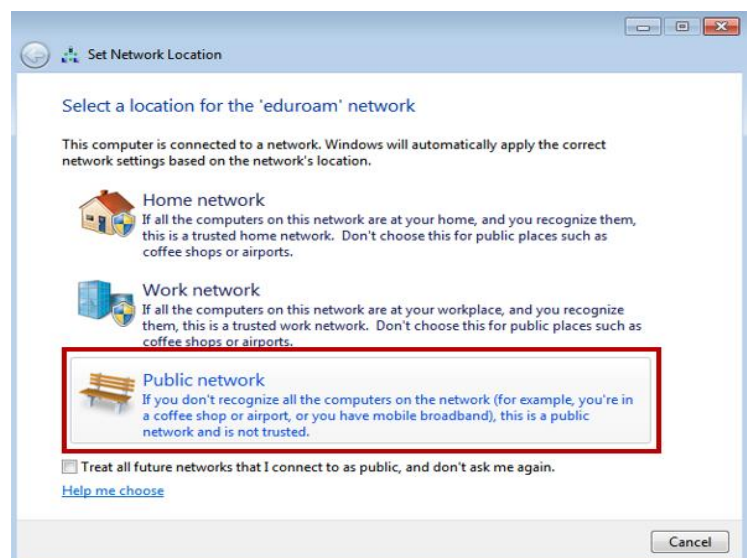 Set Network Location
Select a location for the 'eduroam' network
This computer is connected to a network. Windows will automatically apply the correct
network settings based on the network's location.
Home network
If all the computers on this network are at your home, and you recognize them,
this is a trusted home network.  Don't choose this for public places such as
coffee shops or airports.
Work network
If all the computers on this network are at your workplace, and you recognize
them, this is a trusted work network.  Don't choose this for public places such as
coffee shops or airports.
Public network
If you don't recognize all the computers on the network (for example, you're in
a coffee shop or airport, or you have mobile broadband), this is a public
network and is not trusted.
Treat all future networks that I connect to as public, and don't ask me again.
Help me choose
Cancel